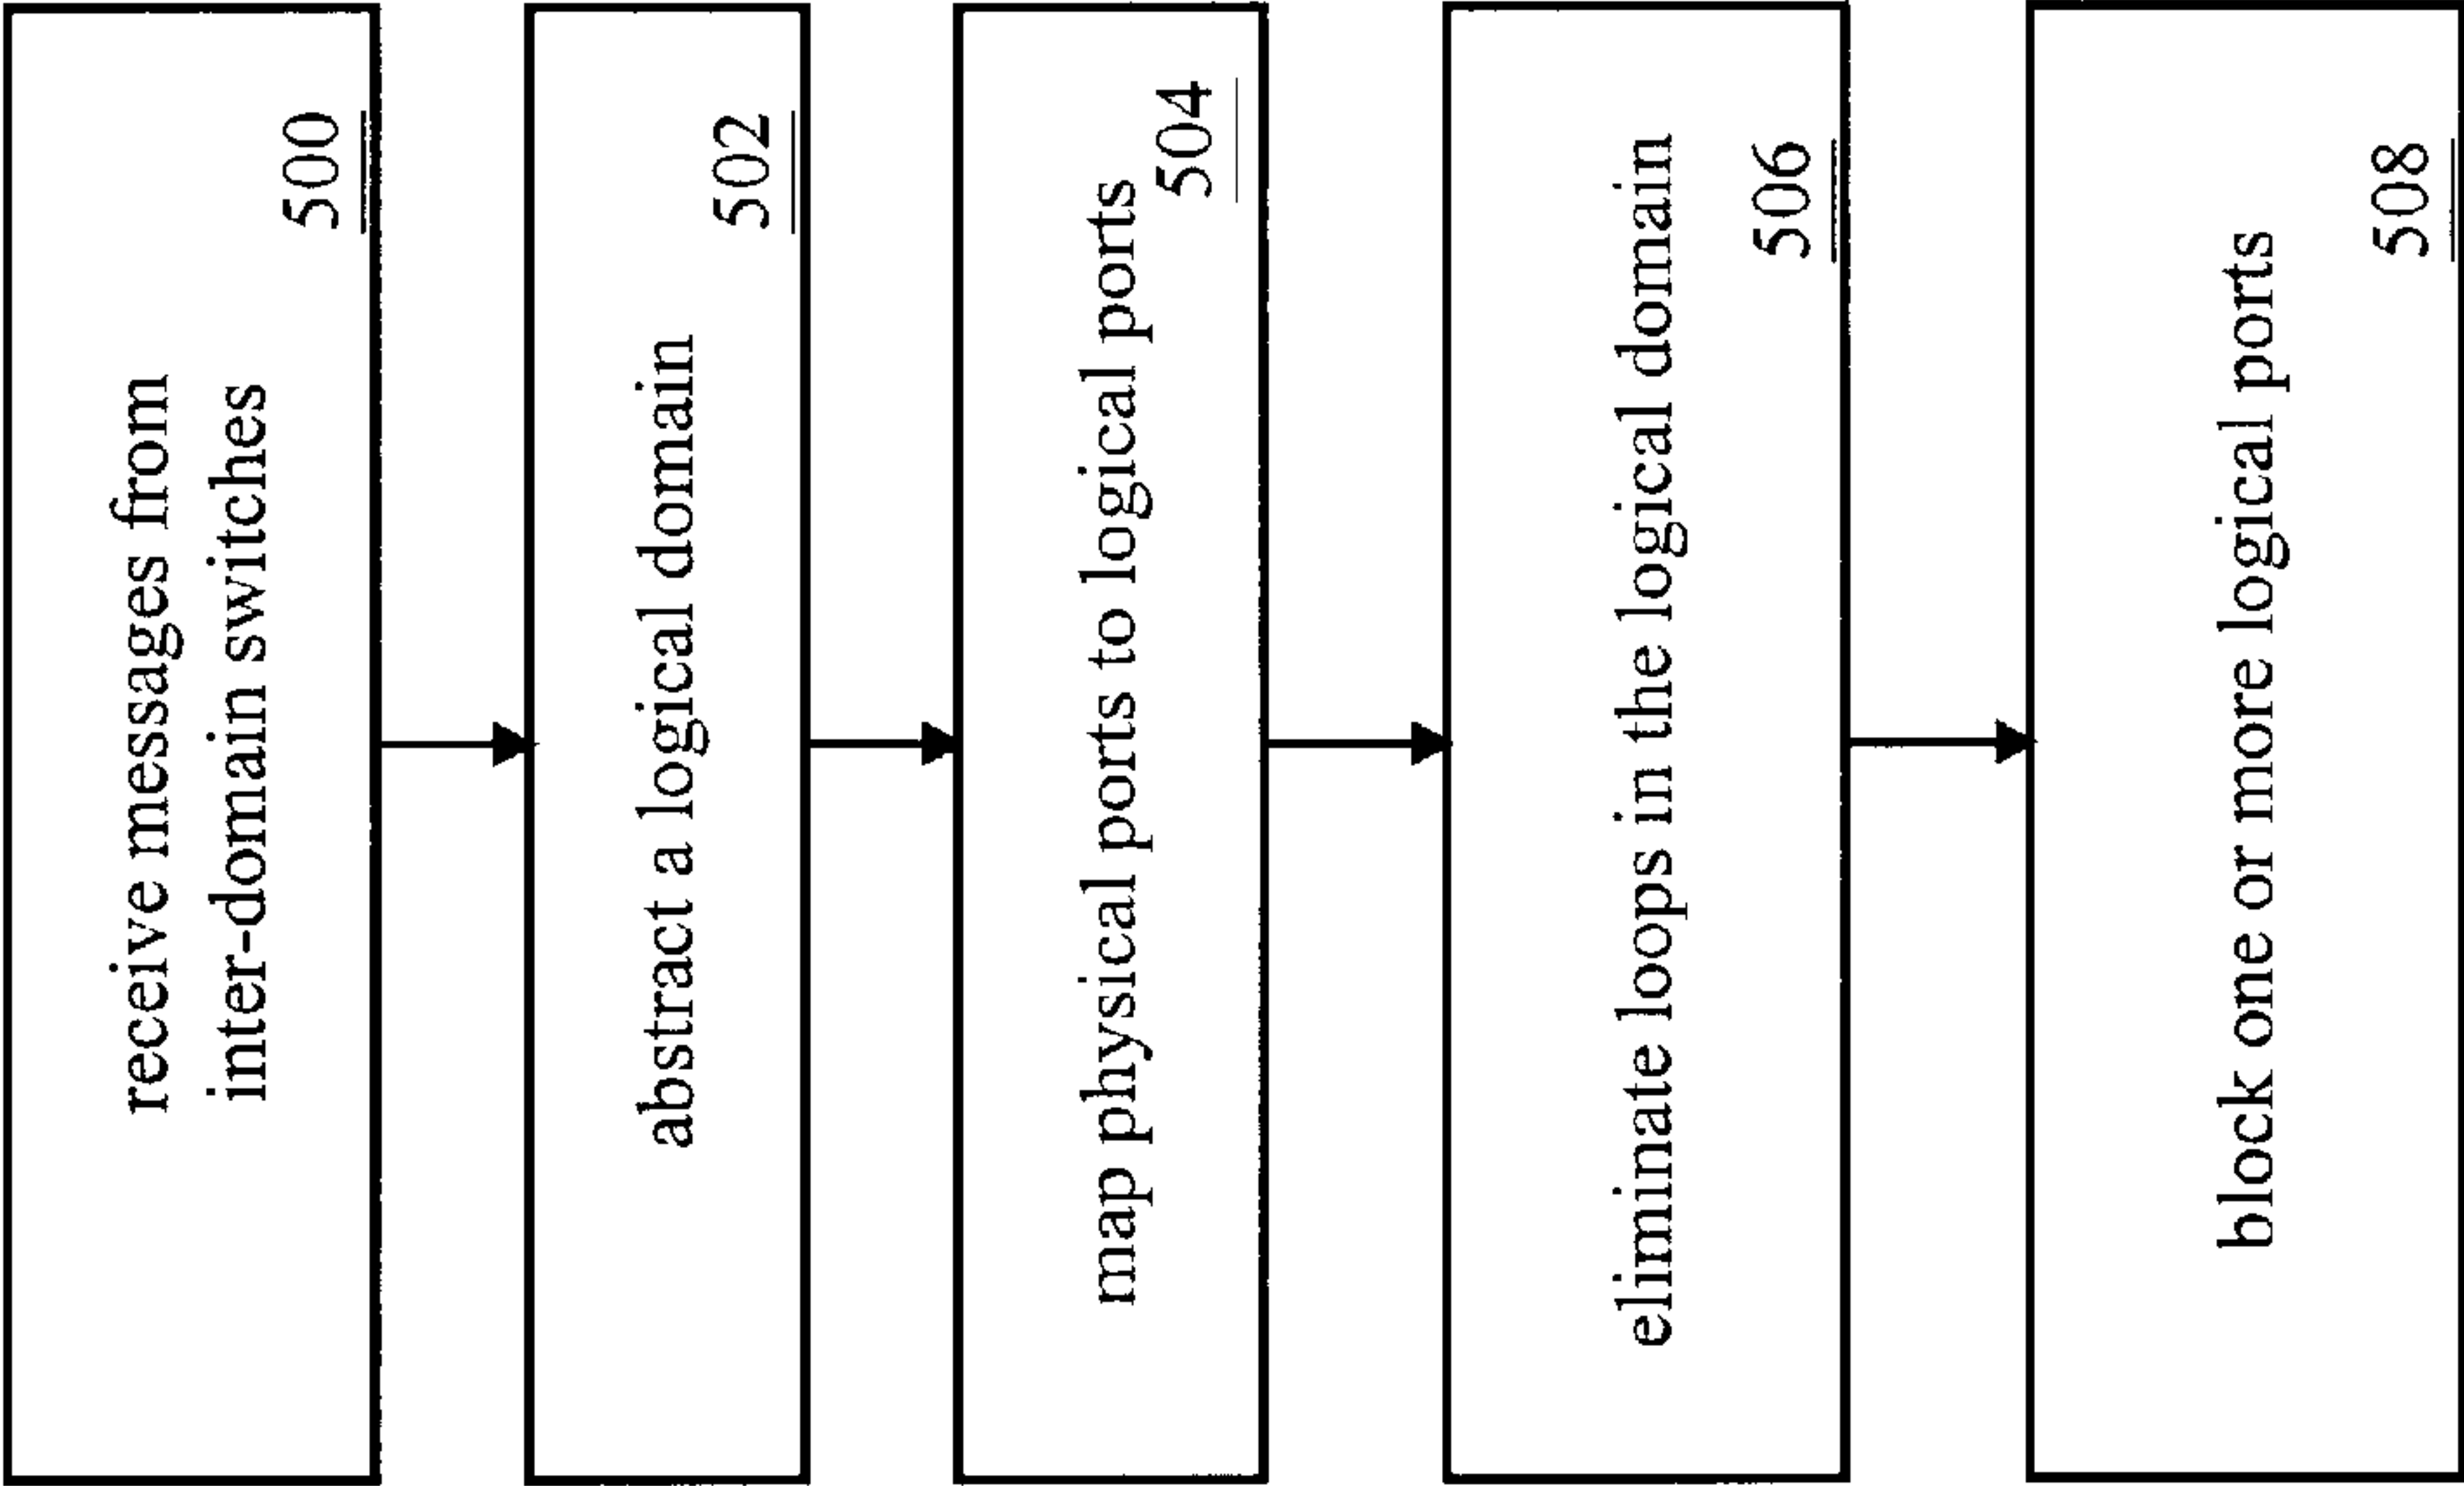 receive messages from
inter-domain switches
500
abstract a logical domain
502
map physical ports to logical ports
504
eliminate loops in the logical domain
506
block one or more logical ports
508